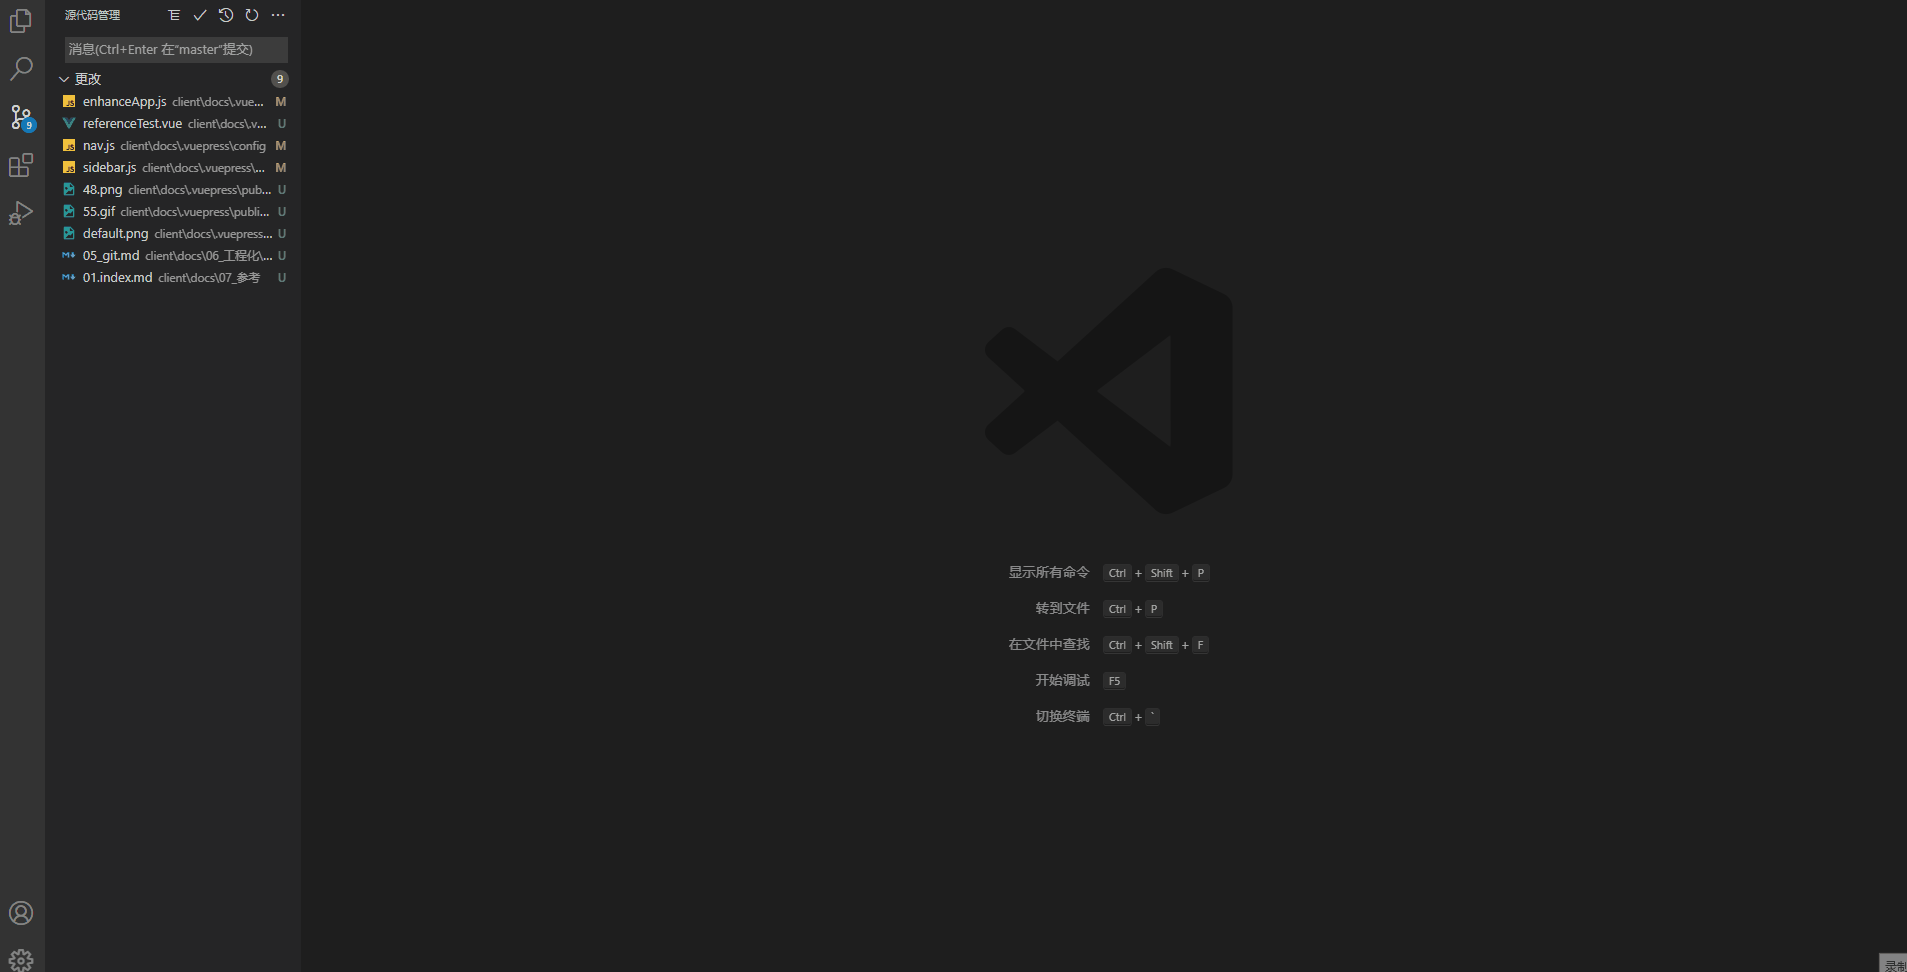 源代码管理
消息(Ctrl+Enter 在“master”提交)
更改 9
enhanceApp.js client\docs\.vue... M
referenceTest.vue client\docs\.v... U
nav.js client\docs\.vuepress\config M
sidebar.js client\docs\.vuepress\... M
48.png client\docs\.vuepress\pub... U
55.gif client\docs\.vuepress\publi... U
default.png client\docs\.vuepress... U
05_git.md client\docs\06_工程化\... U
01.index.md client\docs\07_参考 U
9
显示所有命令 Ctrl + Shift + P
转到文件 Ctrl + P
在文件中查找 Ctrl + Shift + F
开始调试 F5
切换终端 Ctrl + `
录制